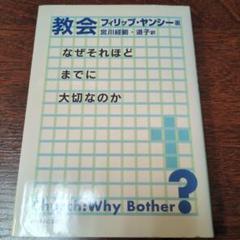 教会
フィリップ・ヤンシー 著
宮川経範・道子 訳
なぜそれほど
までに
大切なのか
Church: Why Bother
?